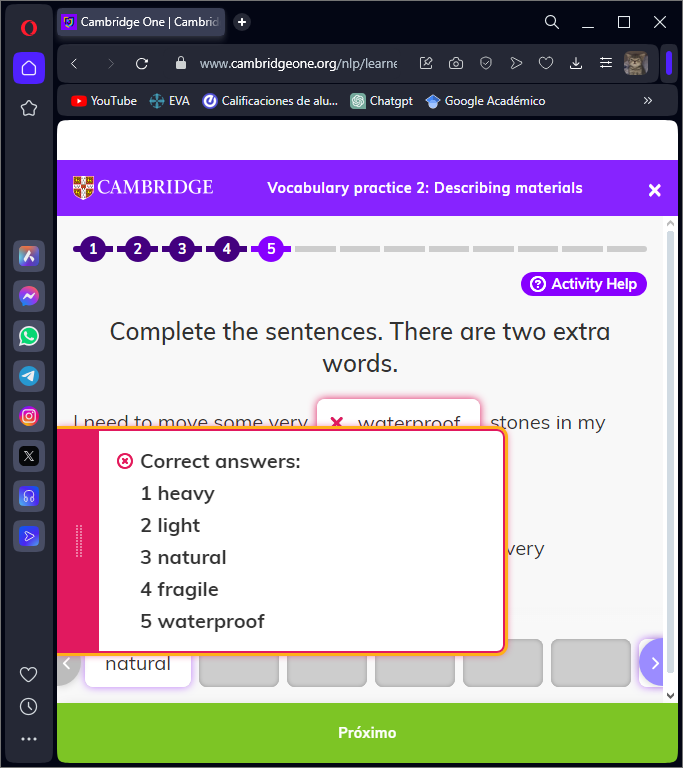 Cambridge One | Cambrid
www.cambridgeone.org/nlp/learne
YouTube EVA Calificaciones de alu... Chatgpt Google Académico »
CAMBRIDGE Vocabulary practice 2: Describing materials
1 2 3 4 5
? Activity Help
Complete the sentences. There are two extra
words.
I need to move some very waterproof stones in my
Correct answers:
1 heavy
2 light
3 natural
4 fragile
5 waterproof
very
natural
Próximo